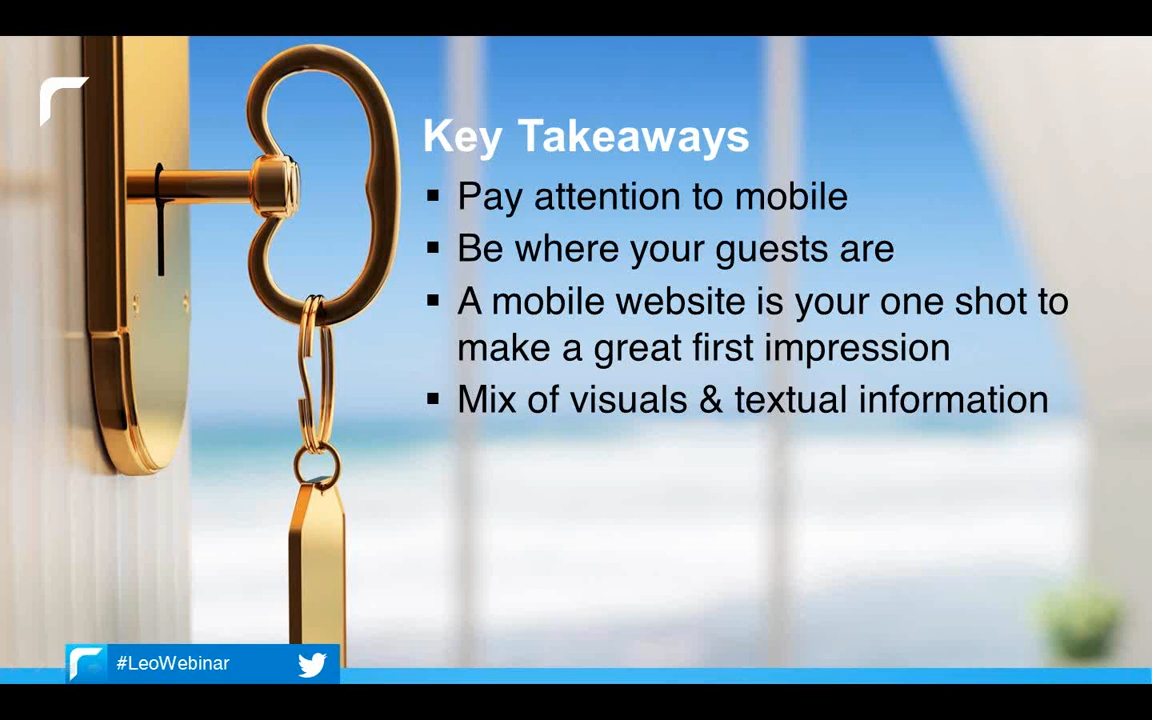 Key Takeaways
▪ Pay attention to mobile
▪ Be where your guests are
▪ A mobile website is your one shot to
make a great first impression
▪ Mix of visuals & textual information
#LeoWebinar